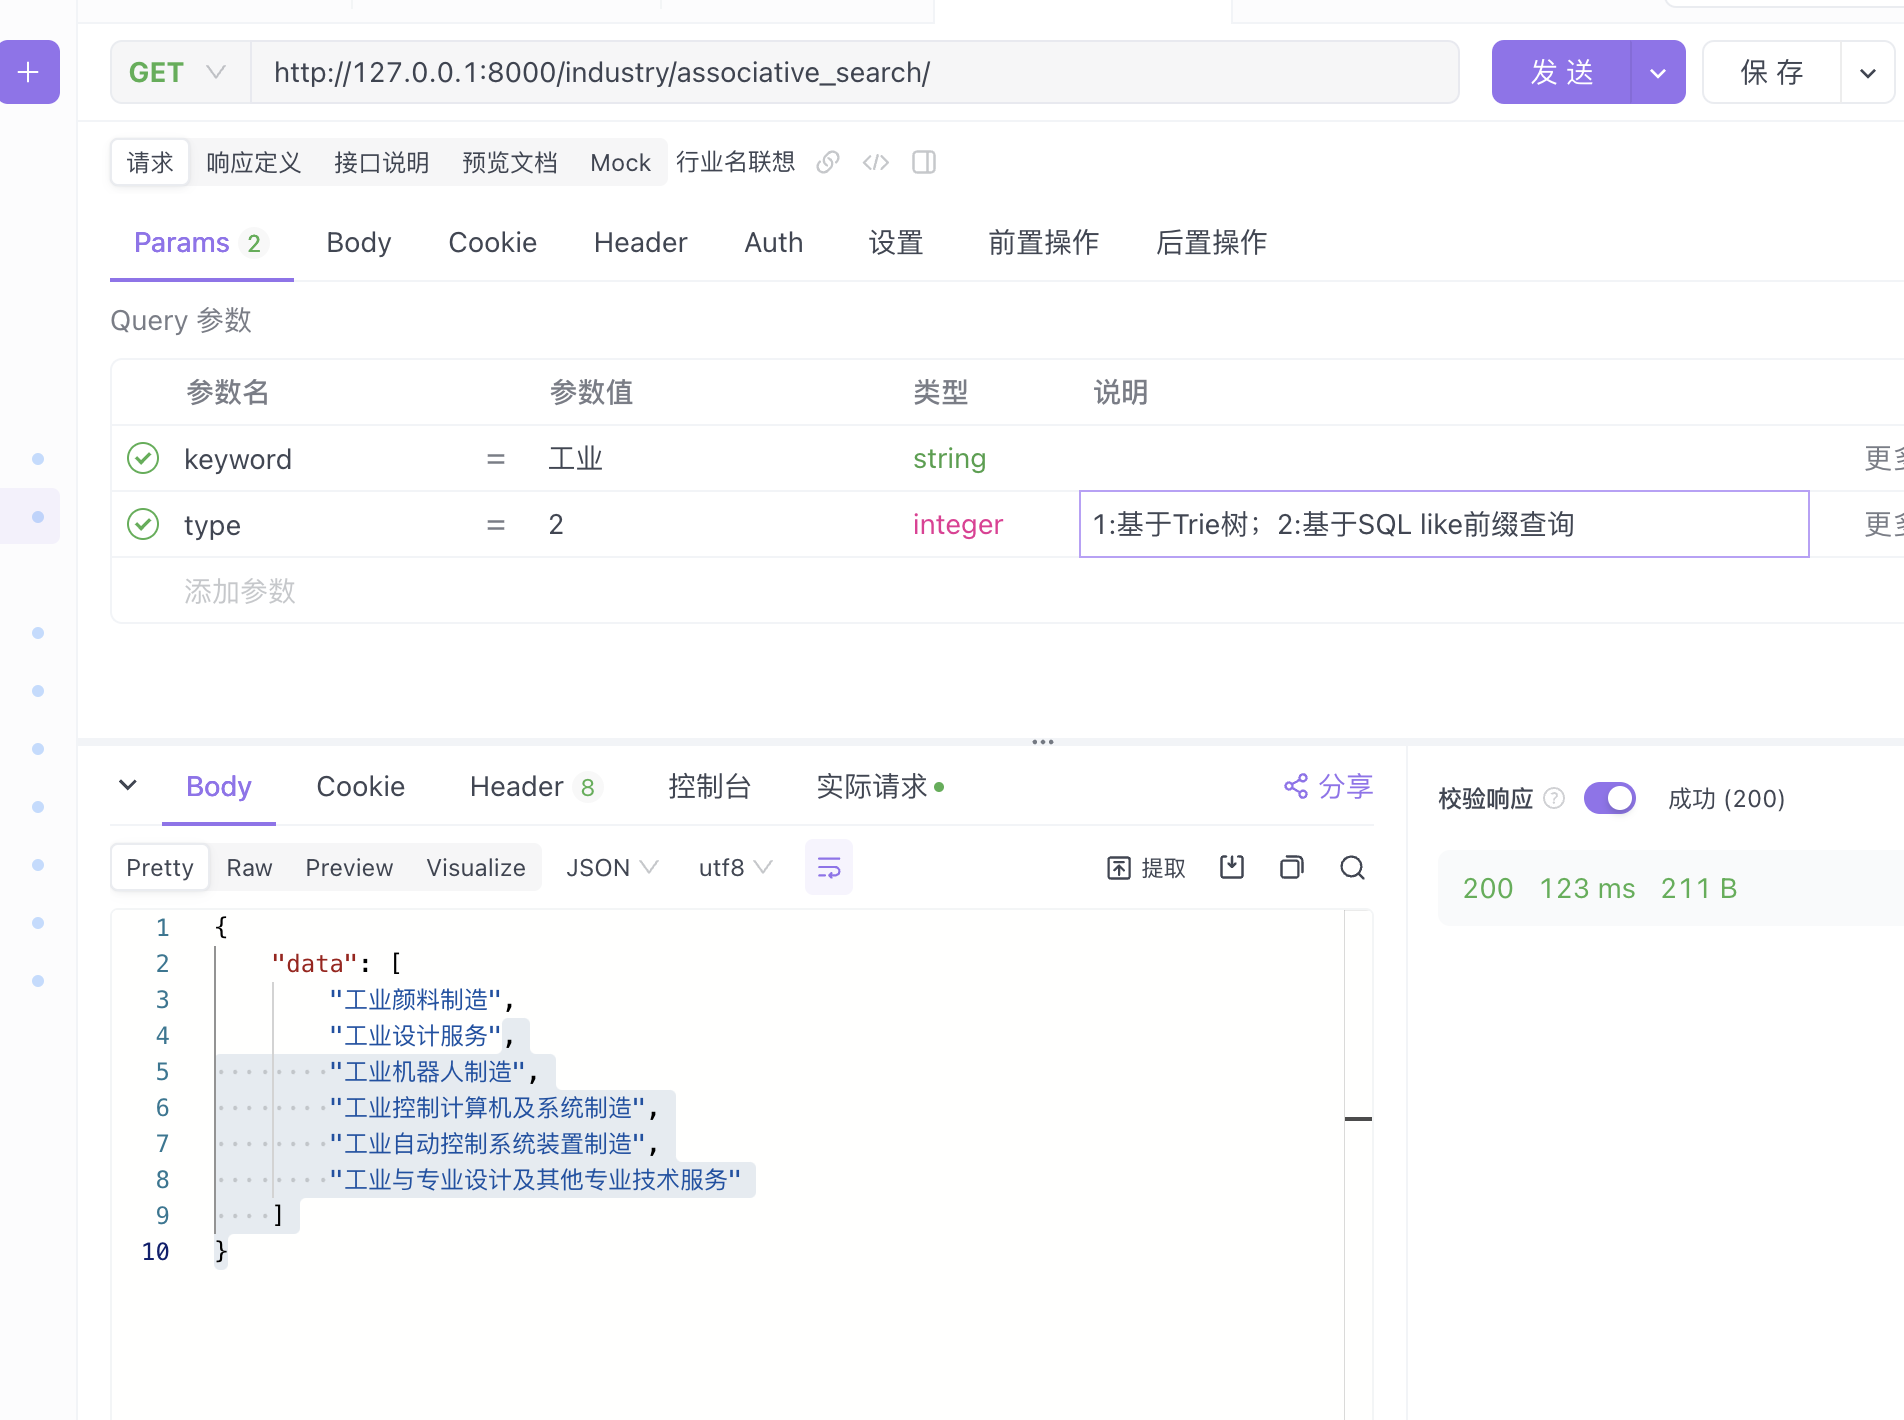 GET http://127.0.0.1:8000/industry/associative_search/ 发 送 保 存
请求 响应定义 接口说明 预览文档 Mock 行业名联想
Params 2 Body Cookie Header Auth 设置 前置操作 后置操作
Query 参数
参数名 参数值 类型 说明
keyword = 工业 string
type = 2 integer 1:基于Trie树；2:基于SQL like前缀查询
添加参数
Body Cookie Header 8 控制台 实际请求 分享
校验响应 ? 成功 (200)
Pretty Raw Preview Visualize JSON utf8 提取
200 123 ms 211 B
1 {
2 "data": [
3 "工业颜料制造",
4 "工业设计服务",
5 "工业机器人制造",
6 "工业控制计算机及系统制造",
7 "工业自动控制系统装置制造",
8 "工业与专业设计及其他专业技术服务"
9 ]
10 }